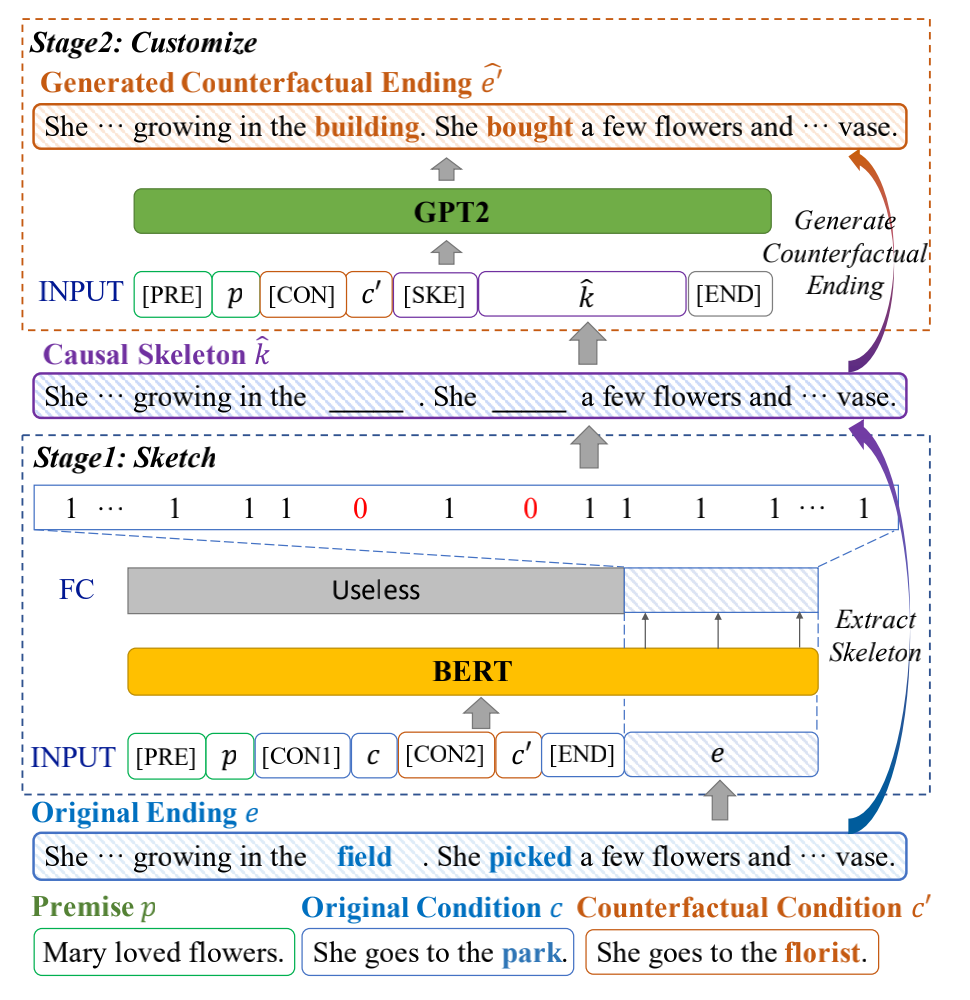 Stage2: Customize
Generated Counterfactual Ending ê′
She ⋯ growing in the building. She bought a few flowers and ⋯ vase.
GPT2
Generate
Counterfactual
Ending
INPUT [PRE] p [CON] c′ [SKE] k̂ [END]
Causal Skeleton k̂
She ⋯ growing in the _____ . She _____ a few flowers and ⋯ vase.
Stage1: Sketch
1 ⋯ 1 1 1 0 1 0 1 1 1 1 ⋯ 1
FC Useless
Extract
Skeleton
BERT
INPUT [PRE] p [CON1] c [CON2] c′ [END] e
Original Ending e
She ⋯ growing in the field . She picked a few flowers and ⋯ vase.
Premise p Original Condition c Counterfactual Condition c′
Mary loved flowers. She goes to the park. She goes to the florist.